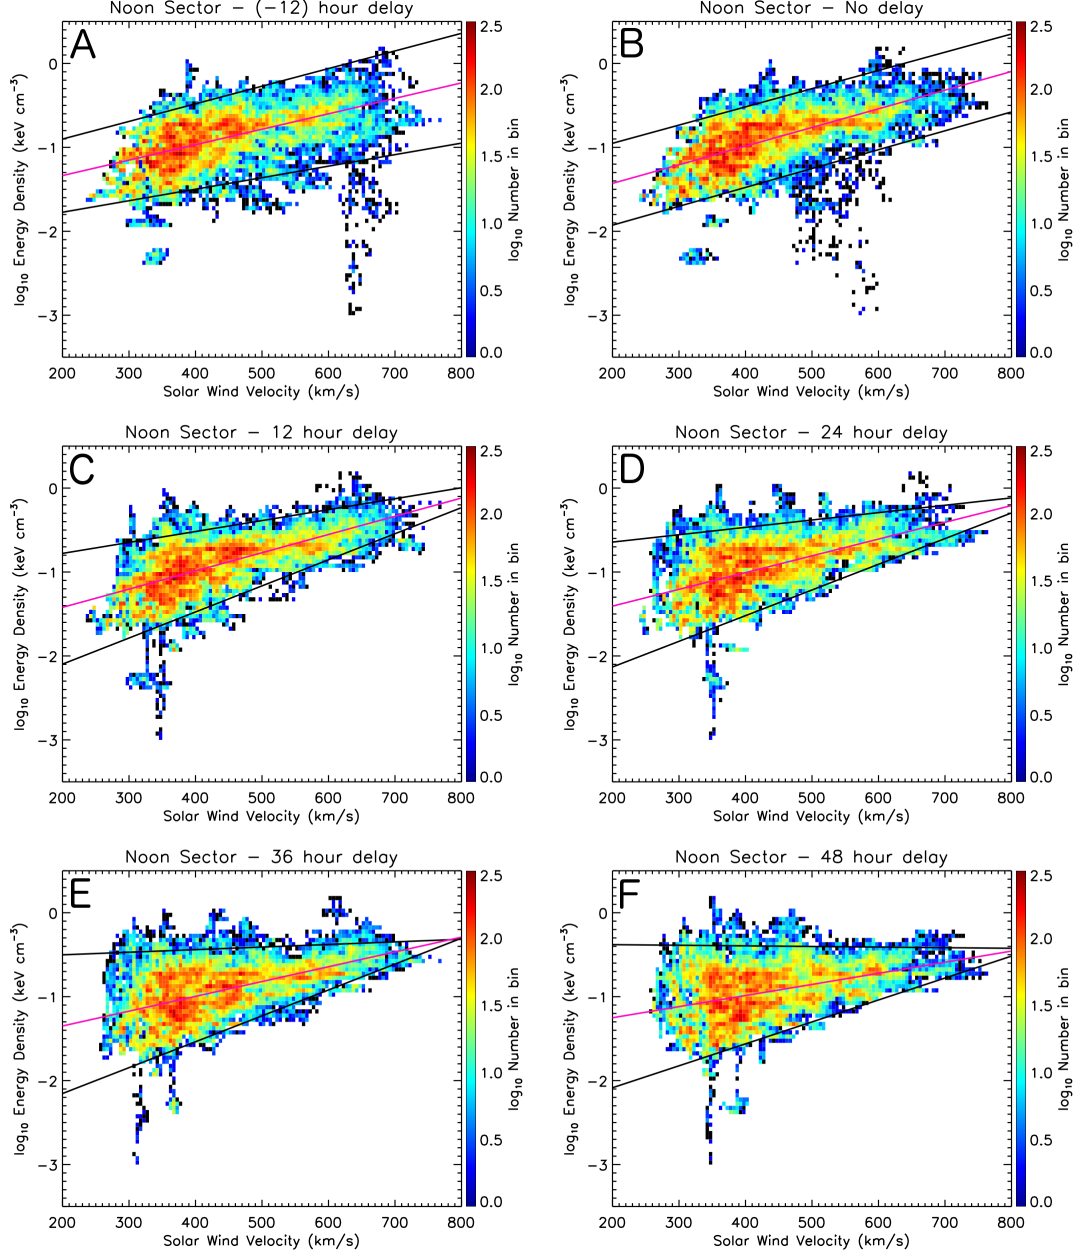 Noon Sector − (−12) hour delay
A
log₁₀ Energy Density (keV cm⁻³)
0
−1
−2
−3
200 300 400 500 600 700 800
Solar Wind Velocity (km/s)
2.5
2.0
1.5
1.0
0.5
0.0
log₁₀ Number in bin
Noon Sector − No delay
B
log₁₀ Energy Density (keV cm⁻³)
0
−1
−2
−3
200 300 400 500 600 700 800
Solar Wind Velocity (km/s)
2.5
2.0
1.5
1.0
0.5
0.0
log₁₀ Number in bin
Noon Sector − 12 hour delay
C
log₁₀ Energy Density (keV cm⁻³)
0
−1
−2
−3
200 300 400 500 600 700 800
Solar Wind Velocity (km/s)
2.5
2.0
1.5
1.0
0.5
0.0
log₁₀ Number in bin
Noon Sector − 24 hour delay
D
log₁₀ Energy Density (keV cm⁻³)
0
−1
−2
−3
200 300 400 500 600 700 800
Solar Wind Velocity (km/s)
2.5
2.0
1.5
1.0
0.5
0.0
log₁₀ Number in bin
Noon Sector − 36 hour delay
E
log₁₀ Energy Density (keV cm⁻³)
0
−1
−2
−3
200 300 400 500 600 700 800
Solar Wind Velocity (km/s)
2.5
2.0
1.5
1.0
0.5
0.0
log₁₀ Number in bin
Noon Sector − 48 hour delay
F
log₁₀ Energy Density (keV cm⁻³)
0
−1
−2
−3
200 300 400 500 600 700 800
Solar Wind Velocity (km/s)
2.5
2.0
1.5
1.0
0.5
0.0
log₁₀ Number in bin